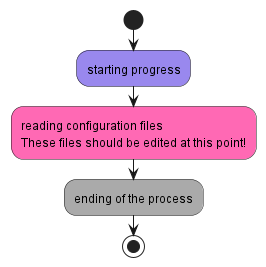 starting progress
reading configuration files
These files should be edited at this point!
ending of the process